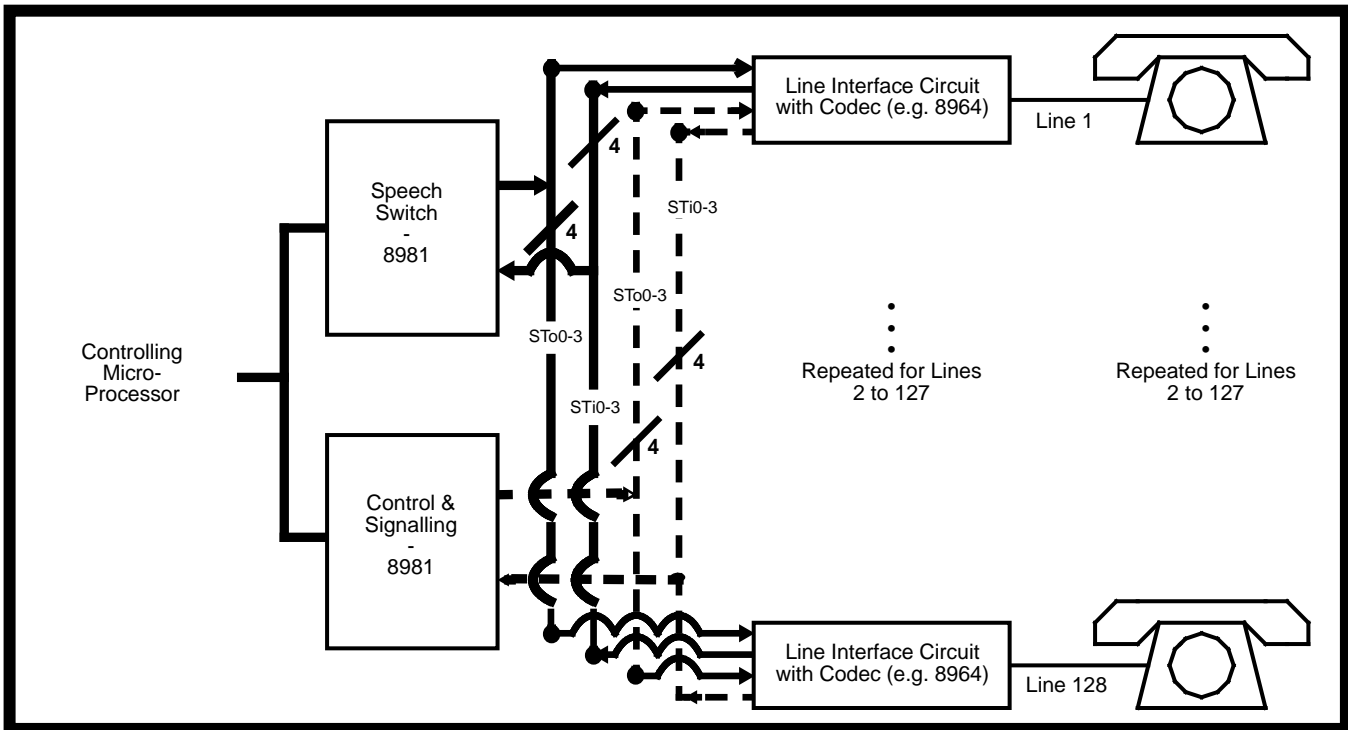 Line Interface Circuit
with Codec (e.g. 8964)
Line 1
4
Speech
Switch
-
8981
4
STi0-3
STo0-3
STo0-3
Controlling
Micro-
Processor
4
Repeated for Lines
2 to 127
Repeated for Lines
2 to 127
STi0-3
4
Control &
Signalling
-
8981
Line Interface Circuit
with Codec (e.g. 8964)
Line 128